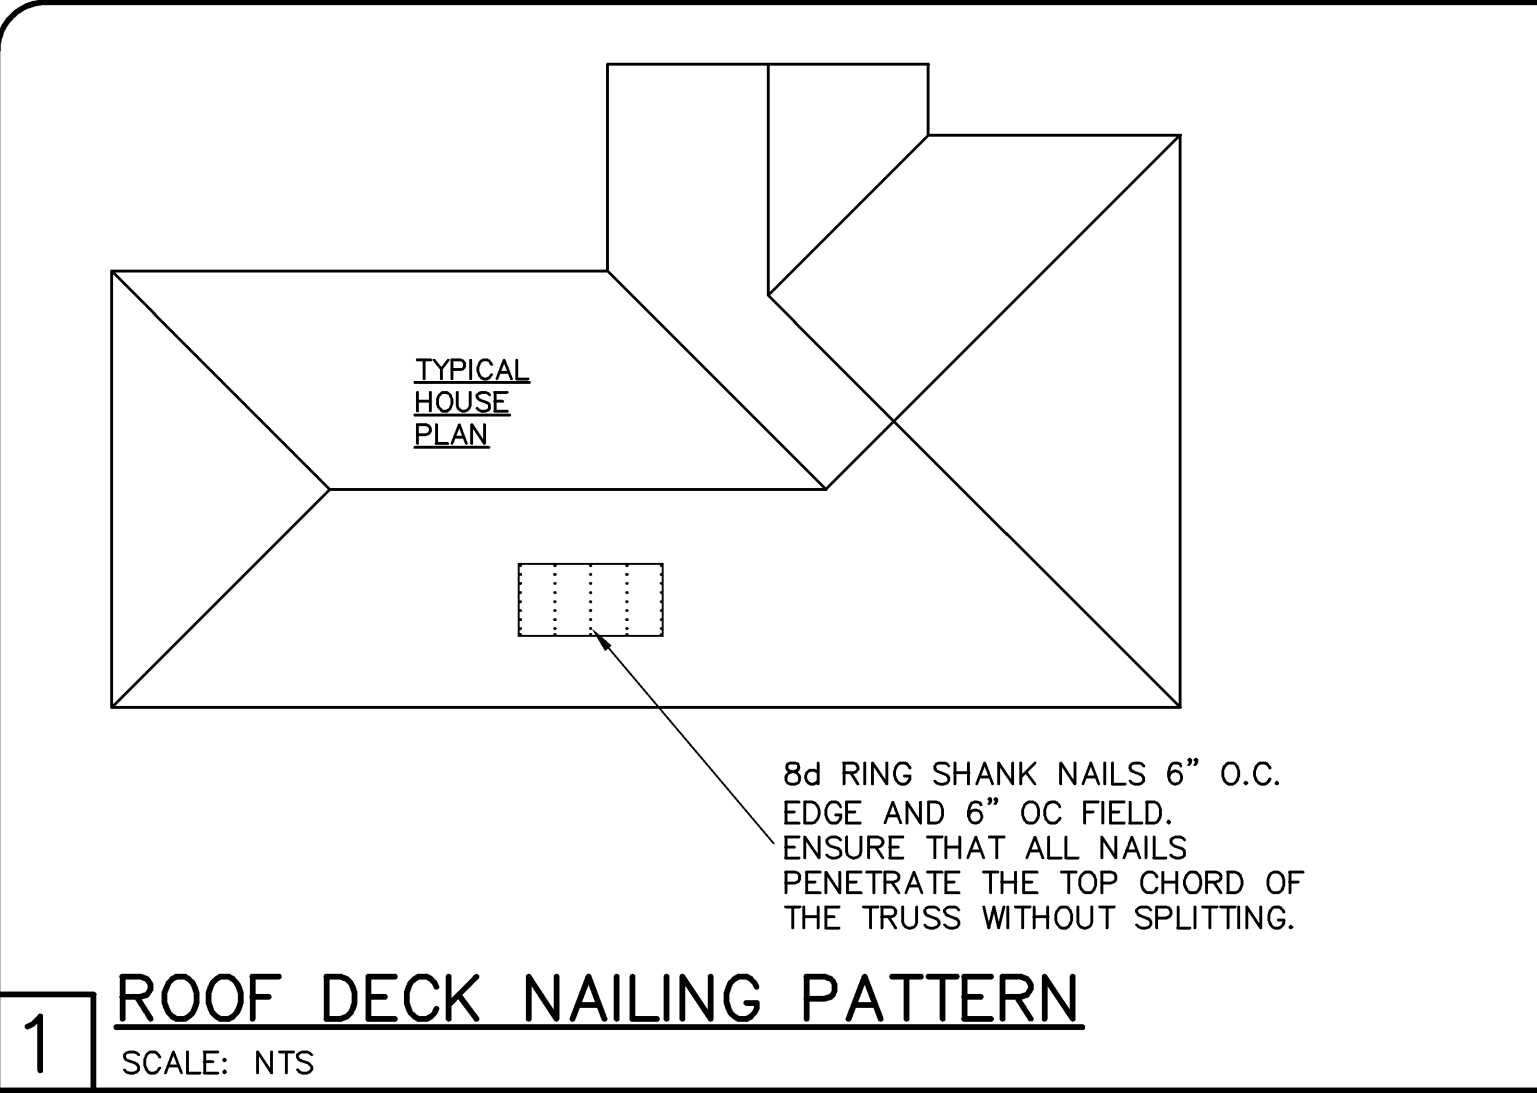 TYPICAL
HOUSE
PLAN
8d RING SHANK NAILS 6” O.C.
EDGE AND 6” OC FIELD.
ENSURE THAT ALL NAILS
PENETRATE THE TOP CHORD OF
THE TRUSS WITHOUT SPLITTING.
1
ROOF DECK NAILING PATTERN
SCALE: NTS